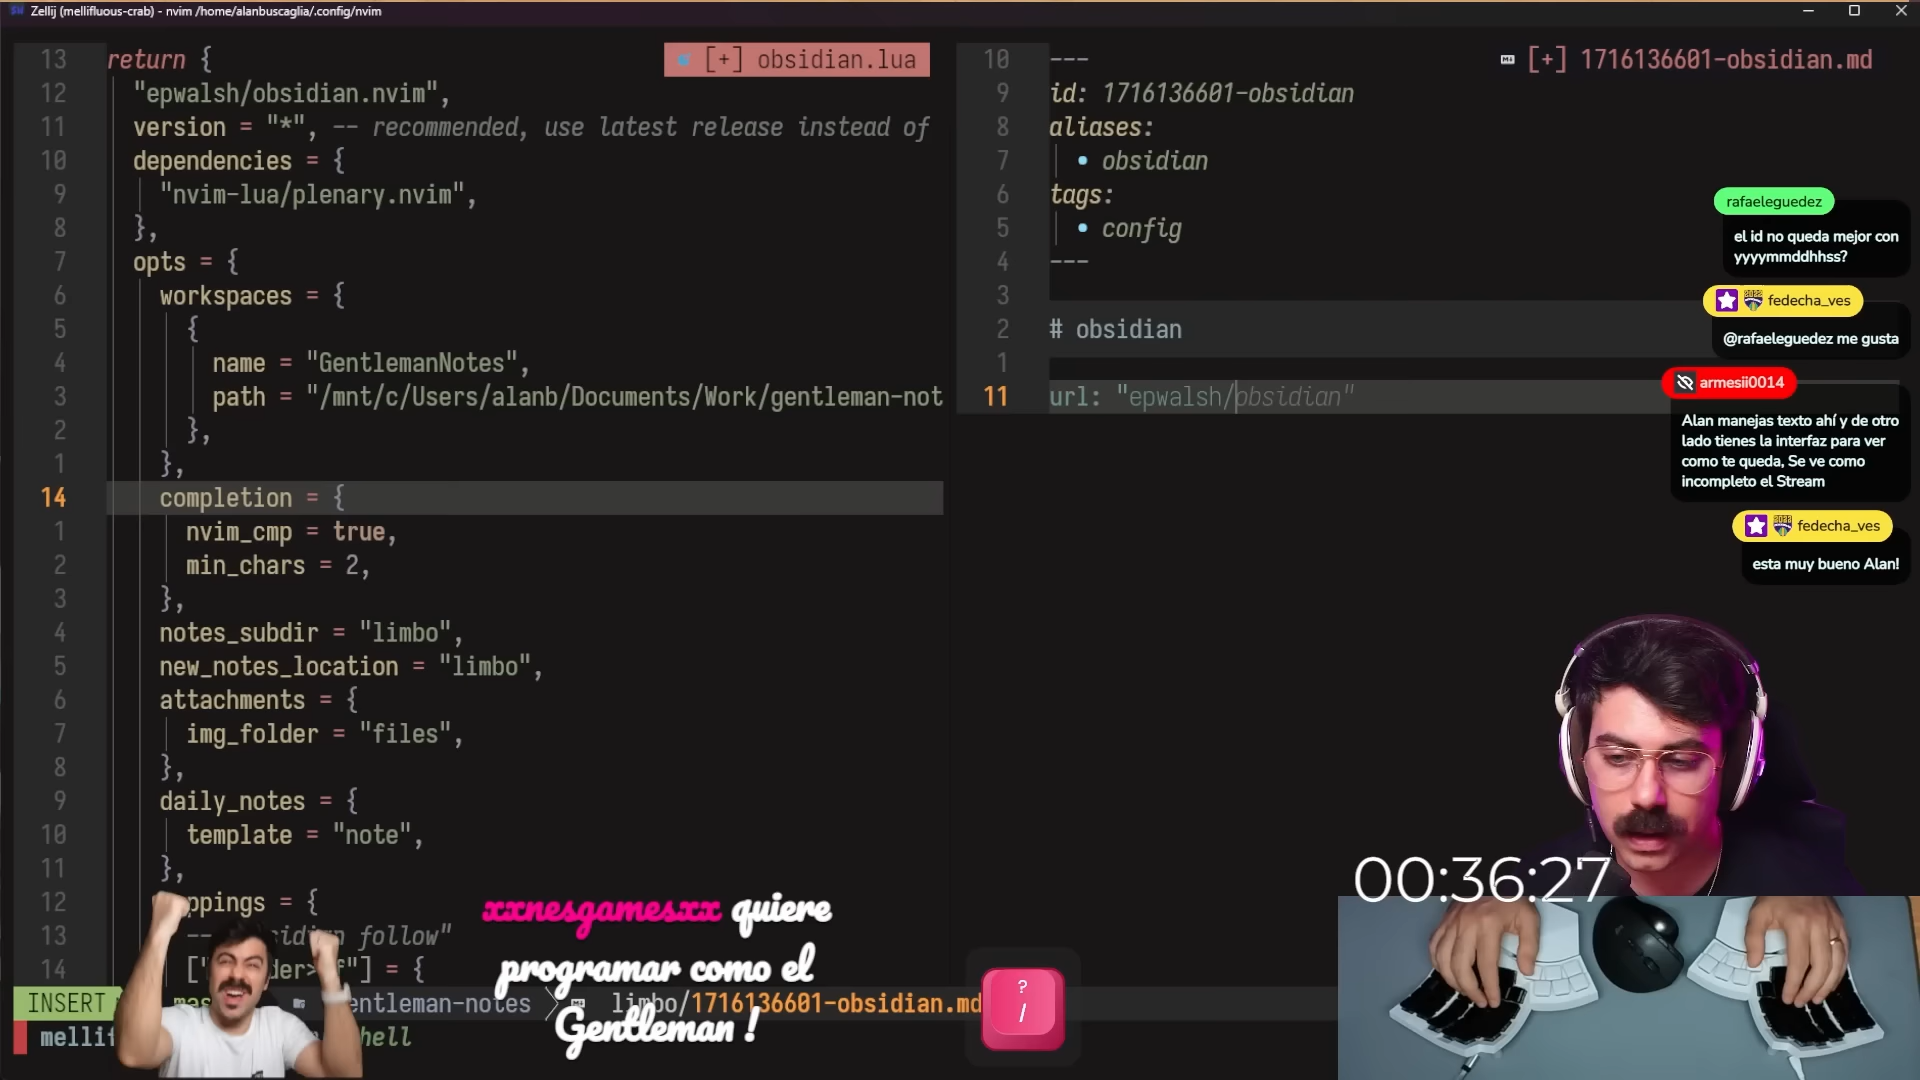 Zellij (mellifluous-crab) - nvim /home/alanbuscaglia/.config/nvim
[+] obsidian.lua
13 return {
12 "epwalsh/obsidian.nvim",
11 version = "*", -- recommended, use latest release instead of
10 dependencies = {
9 "nvim-lua/plenary.nvim",
8 },
7 opts = {
6 workspaces = {
5 {
4 name = "GentlemanNotes",
3 path = "/mnt/c/Users/alanb/Documents/Work/gentleman-not
2 },
1 },
14 completion = {
1 nvim_cmp = true,
2 min_chars = 2,
3 },
4 notes_subdir = "limbo",
5 new_notes_location = "limbo",
6 attachments = {
7 img_folder = "files",
8 },
9 daily_notes = {
10 template = "note",
11 },
12 ppings = {
13 -- sidian follow"
14 ["der> f"] = {
[+] 1716136601-obsidian.md
10 ---
9 id: 1716136601-obsidian
8 aliases:
7 • obsidian
6 tags:
5 • config
4 ---
3
2 # obsidian
1
11 url: "epwalsh/obsidian"
rafaeleguedez
el id no queda mejor con
yyyymmddhhss?
fedecha_ves
@rafaeleguedez me gusta
armesii0014
Alan manejas texto ahí y de otro
lado tienes la interfaz para ver
como te queda, Se ve como
incompleto el Stream
fedecha_ves
esta muy bueno Alan!
00:36:27
xxnesgamesxx quiere
programar como el
Gentleman !
?
/
INSERT mas entleman-notes limbo/1716136601-obsidian.md
mellif hell